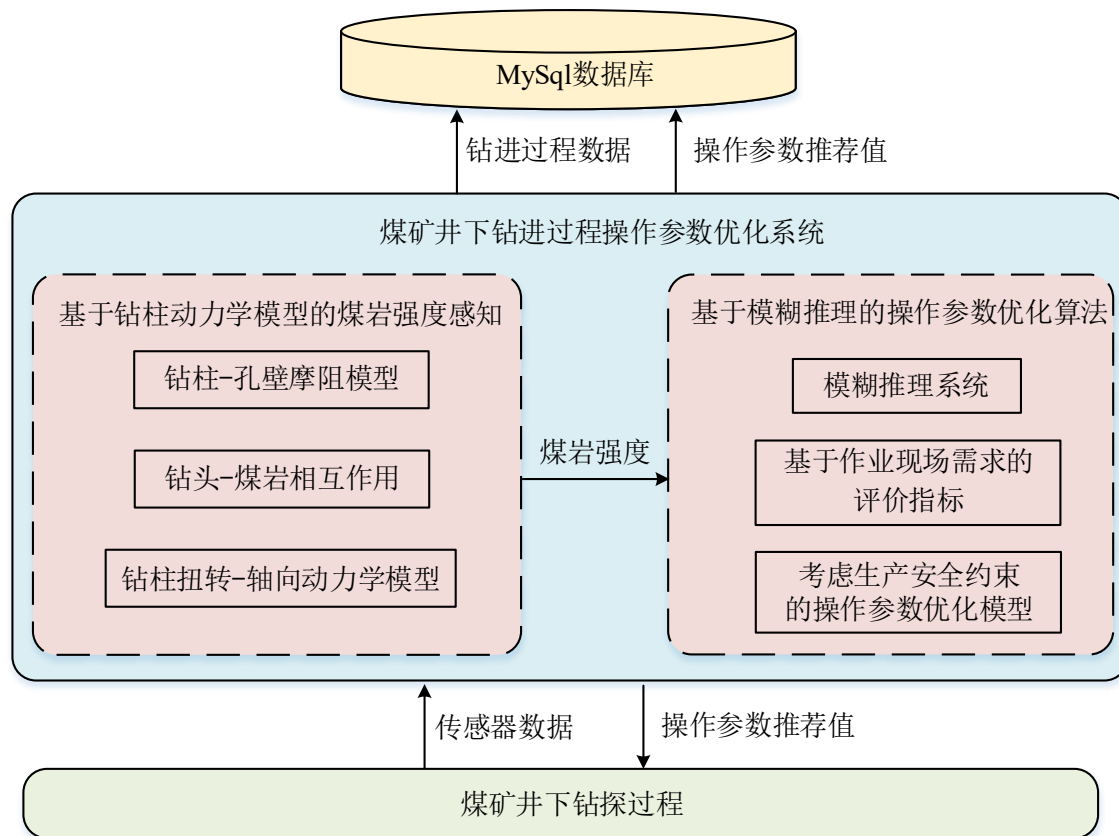 MySql数据库
钻进过程数据
操作参数推荐值
煤矿井下钻进过程操作参数优化系统
基于钻柱动力学模型的煤岩强度感知
钻柱-孔壁摩阻模型
钻头-煤岩相互作用
钻柱扭转-轴向动力学模型
煤岩强度
基于模糊推理的操作参数优化算法
模糊推理系统
基于作业现场需求的
评价指标
考虑生产安全约束
的操作参数优化模型
传感器数据
操作参数推荐值
煤矿井下钻探过程